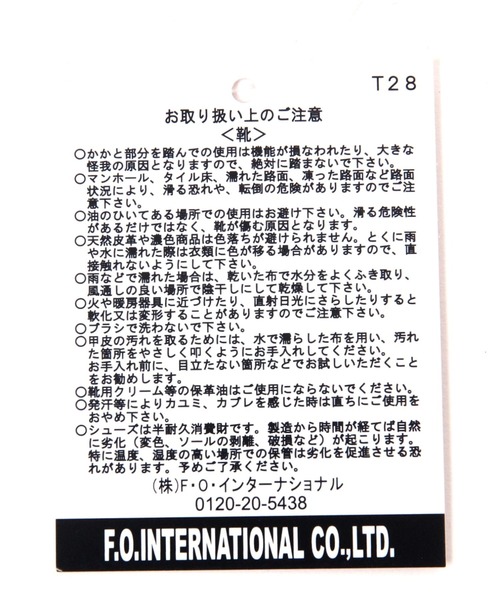 T28
お取り扱い上のご注意
＜靴＞
○かかと部分を踏んでの使用は機能が損なわれたり、大きな
怪我の原因となりますので、絶対に踏まないで下さい。
○マンホール、タイル床、濡れた路面、凍った路面など路面
状況により、滑る恐れや、転倒の危険がありますのでご注
意下さい。
○油のひいてある場所での使用はお避け下さい。滑る危険性
があるだけではなく、靴が傷む原因となります。
○天然皮革や濃色商品は色落ちが避けられません。とくに雨
や水に濡れた際は衣類に色が移る場合がありますので、直
接触れないようにして下さい。
○雨などで濡れた場合は、乾いた布で水分をよくふき取り、
風通しの良い場所で陰干しにして乾燥して下さい。
○火や暖房器具に近づけたり、直射日光にさらしたりすると
軟化又は変形することがありますのでご注意下さい。
○ブラシで洗わないで下さい。
○甲皮の汚れを取るためには、水で濡らした布を用い、汚れ
た箇所をやさしく叩くようにお手入れしてください。
お手入れ前に、目立たない箇所などでお試しいただくこと
をお勧めします。
○靴用クリーム等の保革油はご使用にならないでください。
○発汗等によりカユミ、カブレを感じた時は直ちにご使用を
おやめ下さい。
○シューズは半耐久消費財です。製造から時間が経てば自然
に劣化（変色、ソールの剥離、破損など）が起こります。
特に温度、湿度の高い場所での保管は劣化を促進させる恐
れがあります。予めご了承ください。
(株)F・O・インターナショナル
0120-20-5438
F.O.INTERNATIONAL CO.,LTD.